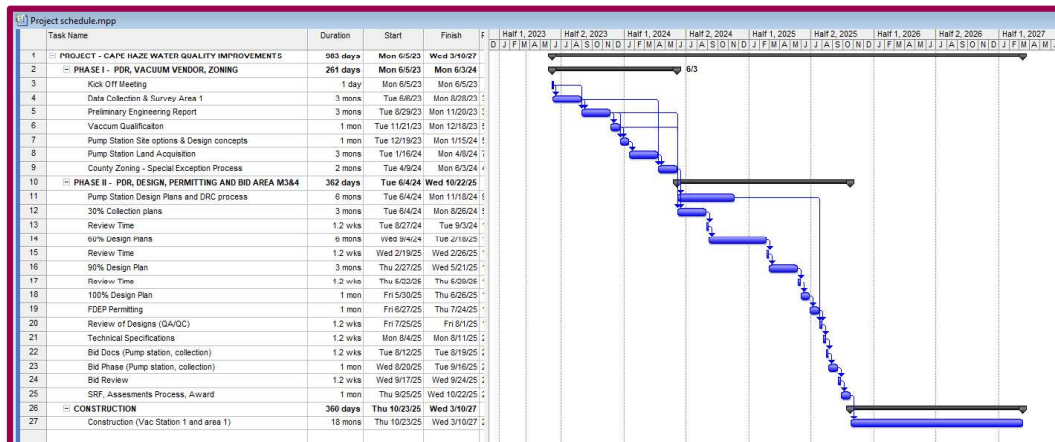 Project schedule.mpp
Task Name Duration Start Finish Half 1, 2023 Half 2, 2023 Half 1, 2024 Half 2, 2024 Half 1, 2025 Half 2, 2025 Half 1, 2026 Half 2, 2026 Half 1, 2027
D J F M A M J J A S O N D J F M A M J J A S O N D J F M A M J J A S O N D J F M A M J J A S O N D J F M A M
1 PROJECT - CAPE HAZE WATER QUALITY IMPROVEMENTS 983 days Mon 6/5/23 Wed 3/10/27
2 PHASE I - PDR, VACUUM VENDOR, ZONING 261 days Mon 6/5/23 Mon 6/3/24 6/3
3 Kick Off Meeting 1 day Mon 6/5/23 Mon 6/5/23
4 Data Collection & Survey Area 1 3 mons Tue 6/6/23 Mon 8/28/23
5 Preliminary Engineering Report 3 mons Tue 8/29/23 Mon 11/20/23
6 Vaccum Qualificaiton 1 mon Tue 11/21/23 Mon 12/18/23
7 Pump Station Site options & Design concepts 1 mon Tue 12/19/23 Mon 1/15/24
8 Pump Station Land Acquisition 3 mons Tue 1/16/24 Mon 4/8/24
9 County Zoning - Special Exception Process 2 mons Tue 4/9/24 Mon 6/3/24
10 PHASE II - PDR, DESIGN, PERMITTING AND BID AREA M3&4 362 days Tue 6/4/24 Wed 10/22/25
11 Pump Station Design Plans and DRC process 6 mons Tue 6/4/24 Mon 11/18/24
12 30% Collection plans 3 mons Tue 6/4/24 Mon 8/26/24
13 Review Time 1.2 wks Tue 8/27/24 Tue 9/3/24
14 60% Design Plans 6 mons Wed 9/4/24 Tue 2/18/25
15 Review Time 1.2 wks Wed 2/19/25 Wed 2/26/25
16 90% Design Plan 3 mons Thu 2/27/25 Wed 5/21/25
17 Review Time 1.2 wks Thu 5/22/25 Thu 5/29/25
18 100% Design Plan 1 mon Fri 5/30/25 Thu 6/26/25
19 FDEP Permitting 1 mon Fri 6/27/25 Thu 7/24/25
20 Review of Designs (QA/QC) 1.2 wks Fri 7/25/25 Fri 8/1/25
21 Technical Specifications 1.2 wks Mon 8/4/25 Mon 8/11/25
22 Bid Docs (Pump station, collection) 1.2 wks Tue 8/12/25 Tue 8/19/25
23 Bid Phase (Pump station, collection) 1 mon Wed 8/20/25 Tue 9/16/25
24 Bid Review 1.2 wks Wed 9/17/25 Wed 9/24/25
25 SRF, Assesments Process, Award 1 mon Thu 9/25/25 Wed 10/22/25
26 CONSTRUCTION 360 days Thu 10/23/25 Wed 3/10/27
27 Construction (Vac Station 1 and area 1) 18 mons Thu 10/23/25 Wed 3/10/27